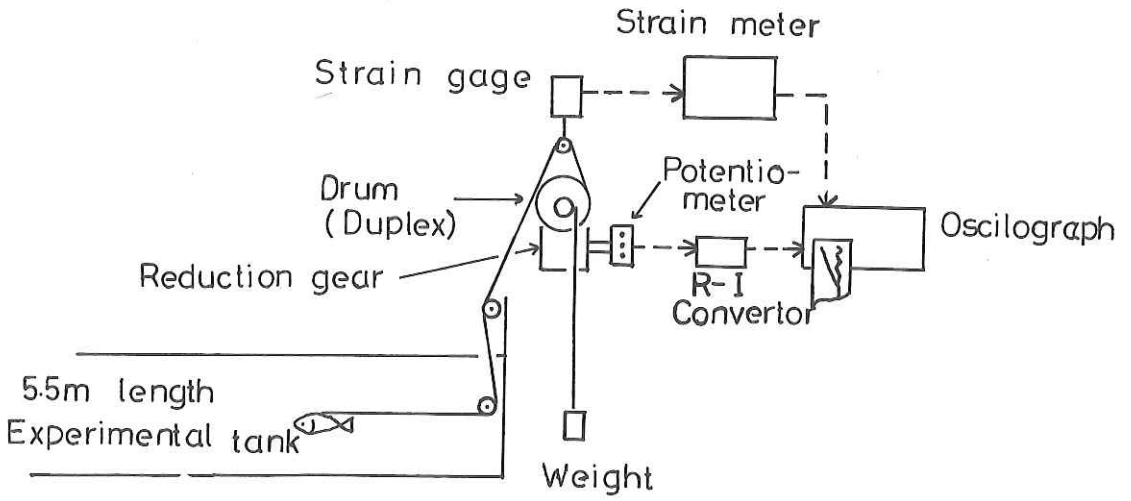 Strain meter
Strain gage
Potentio-
meter
Drum
(Duplex)
Oscilograph
Reduction gear
R-I
Convertor
5.5m length
Experimental tank
Weight